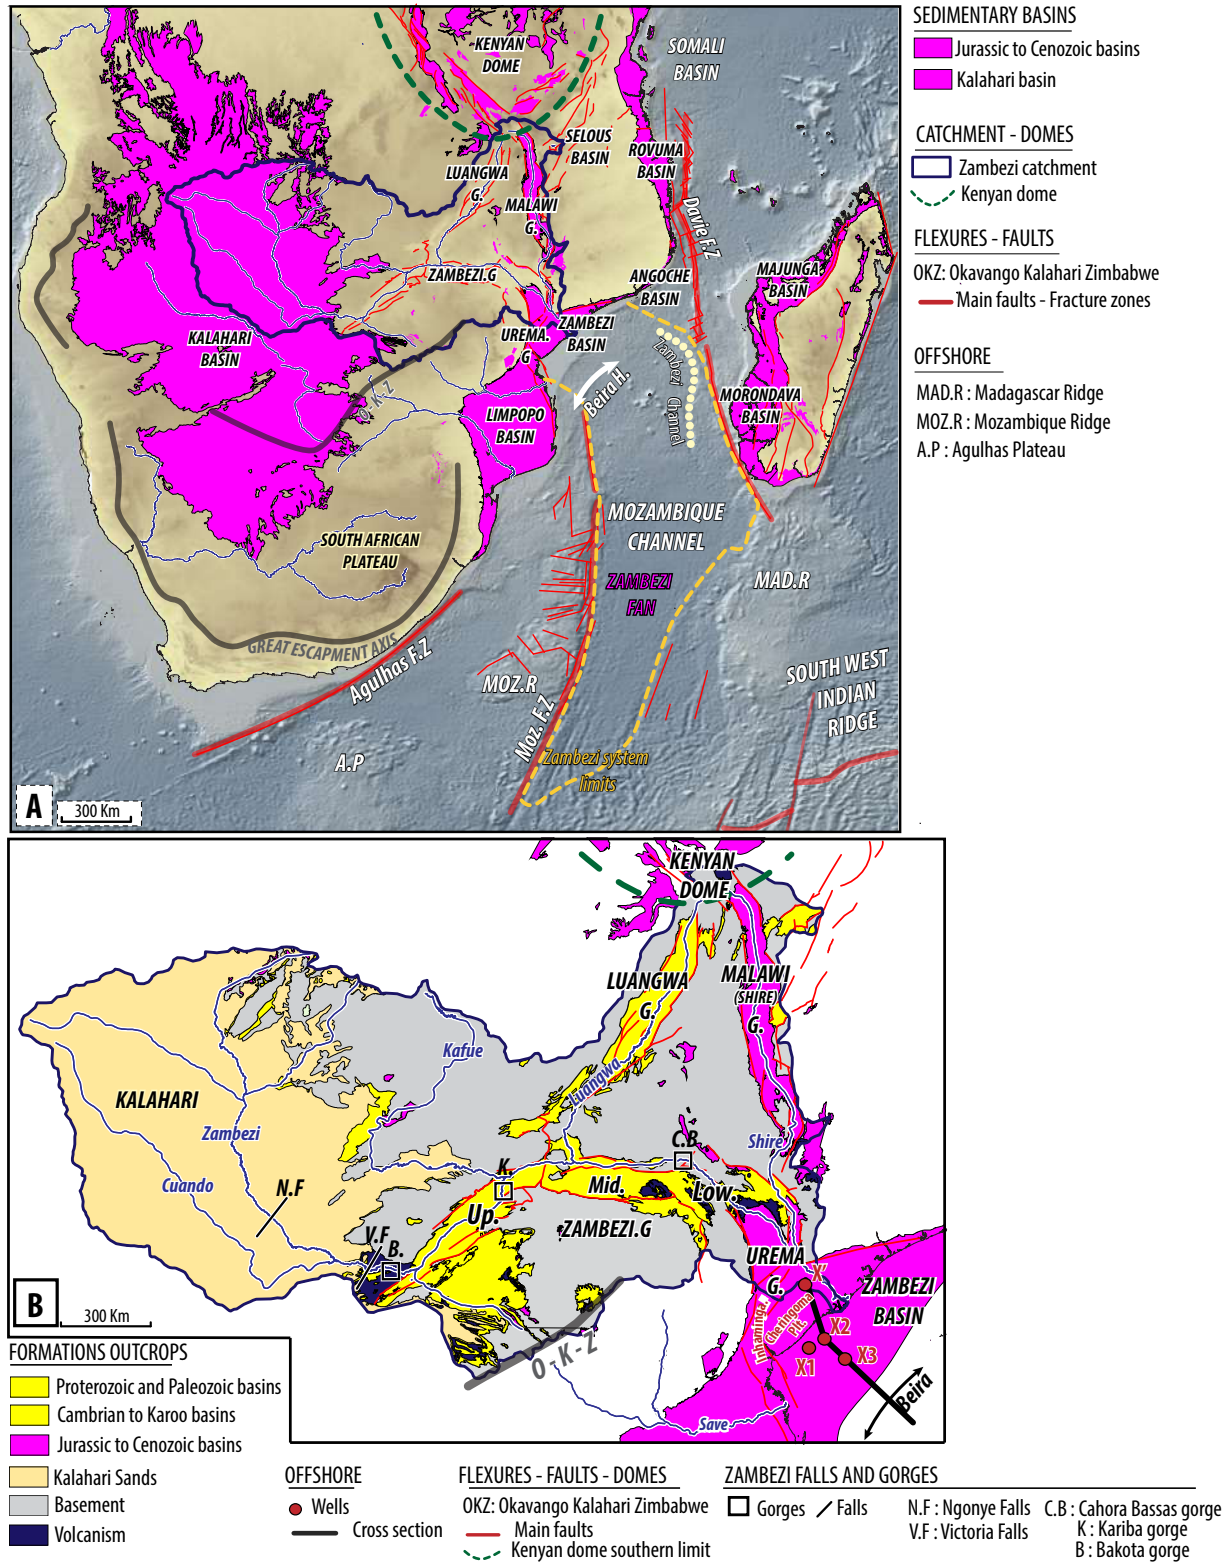 SEDIMENTARY BASINS
Jurassic to Cenozoic basins
Kalahari basin
CATCHMENT - DOMES
Zambezi catchment
Kenyan dome
FLEXURES - FAULTS
OKZ: Okavango Kalahari Zimbabwe
Main faults - Fracture zones
OFFSHORE
MAD.R : Madagascar Ridge
MOZ.R : Mozambique Ridge
A.P : Agulhas Plateau
KENYAN
DOME
SOMALI
BASIN
SELOUS
BASIN
ROVUMA
BASIN
LUANGWA
G.
MALAWI
G.
Davie F.Z
ZAMBEZI.G
ANGOCHE
BASIN
MAJUNGA
BASIN
KALAHARI
BASIN
UREMA.
G
ZAMBEZI
BASIN
Zambezi Channel
Beira H.
O-K-Z
LIMPOPO
BASIN
MORONDAVA
BASIN
MOZAMBIQUE
CHANNEL
SOUTH AFRICAN
PLATEAU
ZAMBEZI
FAN
MAD.R
GREAT ESCAPMENT AXIS
Agulhas F.Z
MOZ.R
SOUTH WEST
INDIAN
RIDGE
Moz. F.Z
A.P
Zambezi system
limits
A
300 Km
KENYAN
DOME
LUANGWA
G.
MALAWI
(SHIRE)
G.
Kafue
Luangwa
KALAHARI
Zambezi
Cuando
N.F
Shire
C.B
K.
Mid.
Low.
Up.
ZAMBEZI.G
V.F
B.
UREMA
G.
X'
ZAMBEZI
BASIN
Inhaminga
Cheringoma
Plt.
X2
X1
X3
O-K-Z
Beira
Save
B
300 Km
FORMATIONS OUTCROPS
Proterozoic and Paleozoic basins
Cambrian to Karoo basins
Jurassic to Cenozoic basins
Kalahari Sands
Basement
Volcanism
OFFSHORE
Wells
Cross section
FLEXURES - FAULTS - DOMES
OKZ: Okavango Kalahari Zimbabwe
Main faults
Kenyan dome southern limit
ZAMBEZI FALLS AND GORGES
Gorges
Falls
N.F : Ngonye Falls
V.F : Victoria Falls
C.B : Cahora Bassas gorge
K : Kariba gorge
B : Bakota gorge